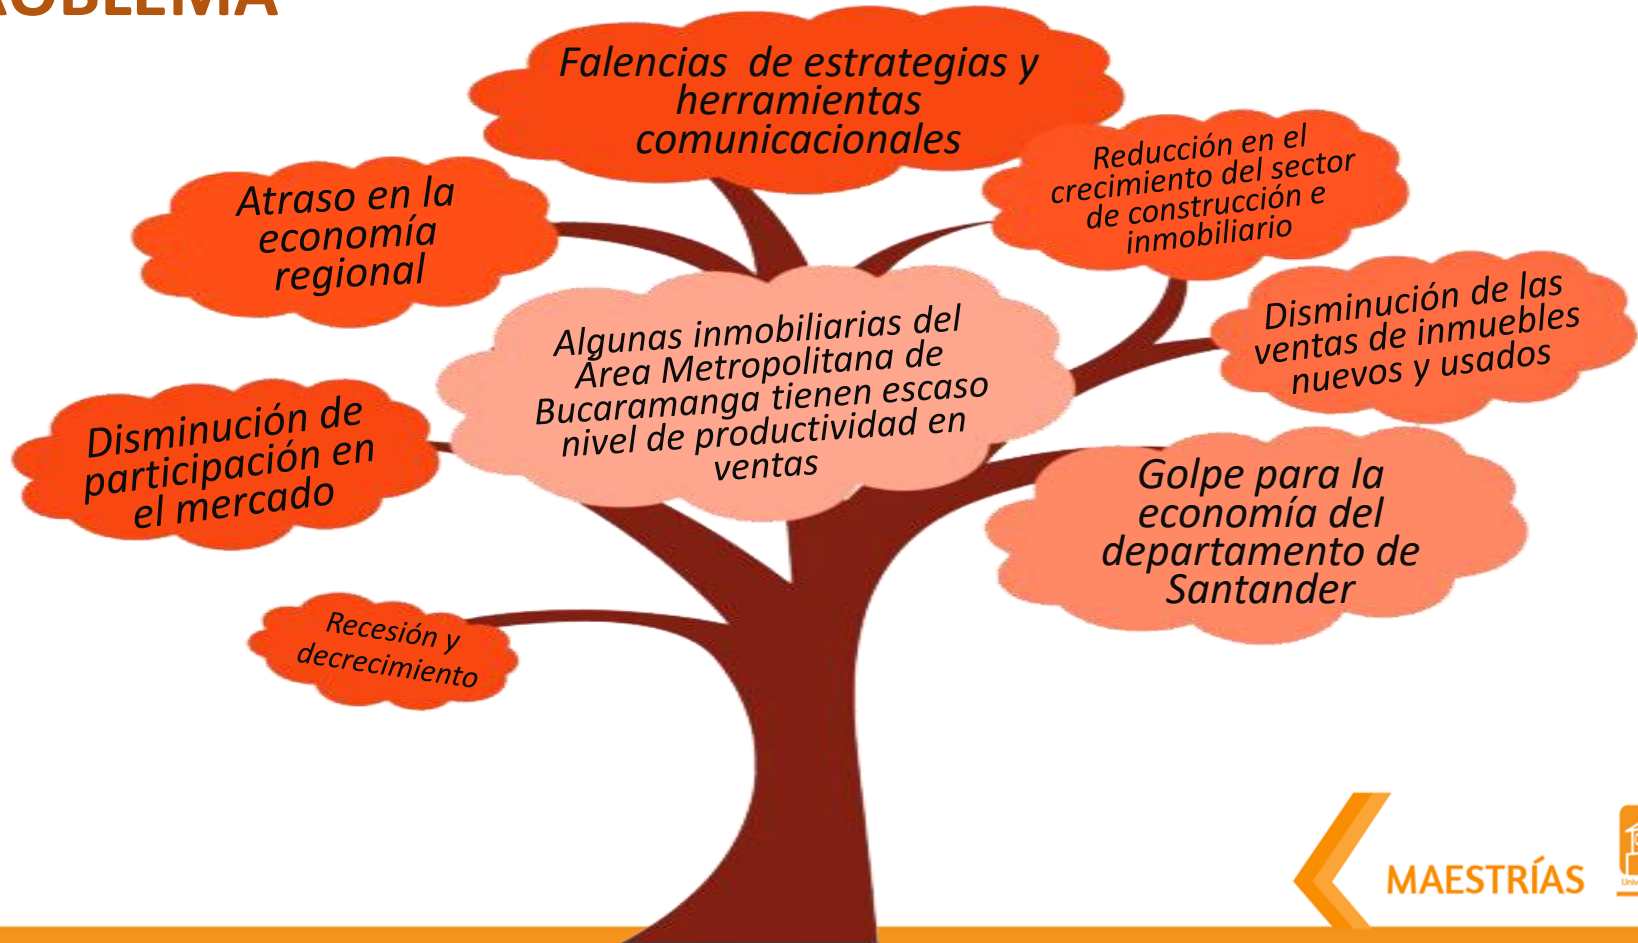 Falencias de estrategias y
herramientas
comunicacionales
Reducción en el
crecimiento del sector
de construcción e
inmobiliario
Atraso en la
economía
regional
Disminución de las
ventas de inmuebles
nuevos y usados
Algunas inmobiliarias del
Área Metropolitana de
Bucaramanga tienen escaso
nivel de productividad en
ventas
Disminución de
participación en
el mercado
Golpe para la
economía del
departamento de
Santander
Recesión y
decrecimiento
MAESTRÍAS